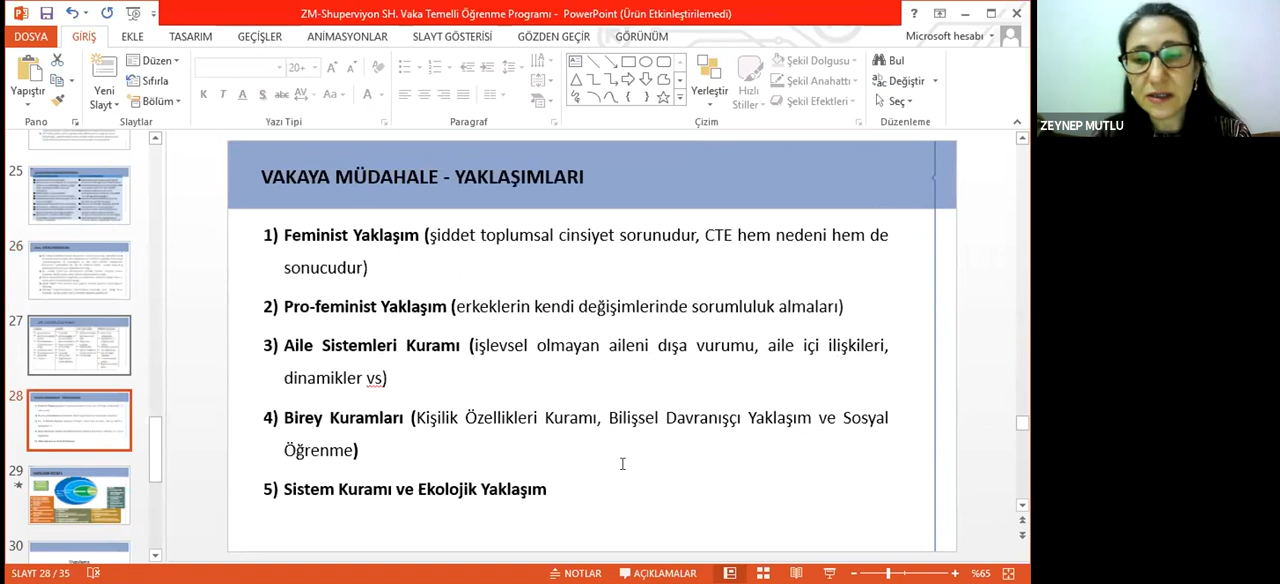 ZM-Shuperviyon SH. Vaka Temelli Öğrenme Programı - PowerPoint (Ürün Etkinleştirilemedi)
DOSYA GİRİŞ EKLE TASARIM GEÇİŞLER ANİMASYONLAR SLAYT GÖSTERİSİ GÖZDEN GEÇİR GÖRÜNÜM Microsoft hesabı
Yapıştır
Yeni Slayt
Düzen
Sıfırla
Bölüm
20+
K T A S abc AV Aa A
Yerleştir
Hızlı Stiller
Şekil Dolgusu
Şekil Anahattı
Şekil Efektleri
Bul
Değiştir
Seç
Pano Slaytlar Yazı Tipi Paragraf Çizim Düzenleme
ZEYNEP MUTLU
25
26
27
28
29
30
VAKAYA MÜDAHALE - YAKLAŞIMLARI
1) Feminist Yaklaşım (şiddet toplumsal cinsiyet sorunudur, CTE hem nedeni hem de
sonucudur)
2) Pro-feminist Yaklaşım (erkeklerin kendi değişimlerinde sorumluluk almaları)
3) Aile Sistemleri Kuramı (İşlevsel olmayan aileni dışa vurumu, aile içi ilişkileri,
dinamikler vs)
4) Birey Kuramları (Kişilik Özellikleri Kuramı, Bilişsel Davranışçı Yaklaşım ve Sosyal
Öğrenme)
5) Sistem Kuramı ve Ekolojik Yaklaşım
SLAYT 28 / 35 NOTLAR AÇIKLAMALAR %65